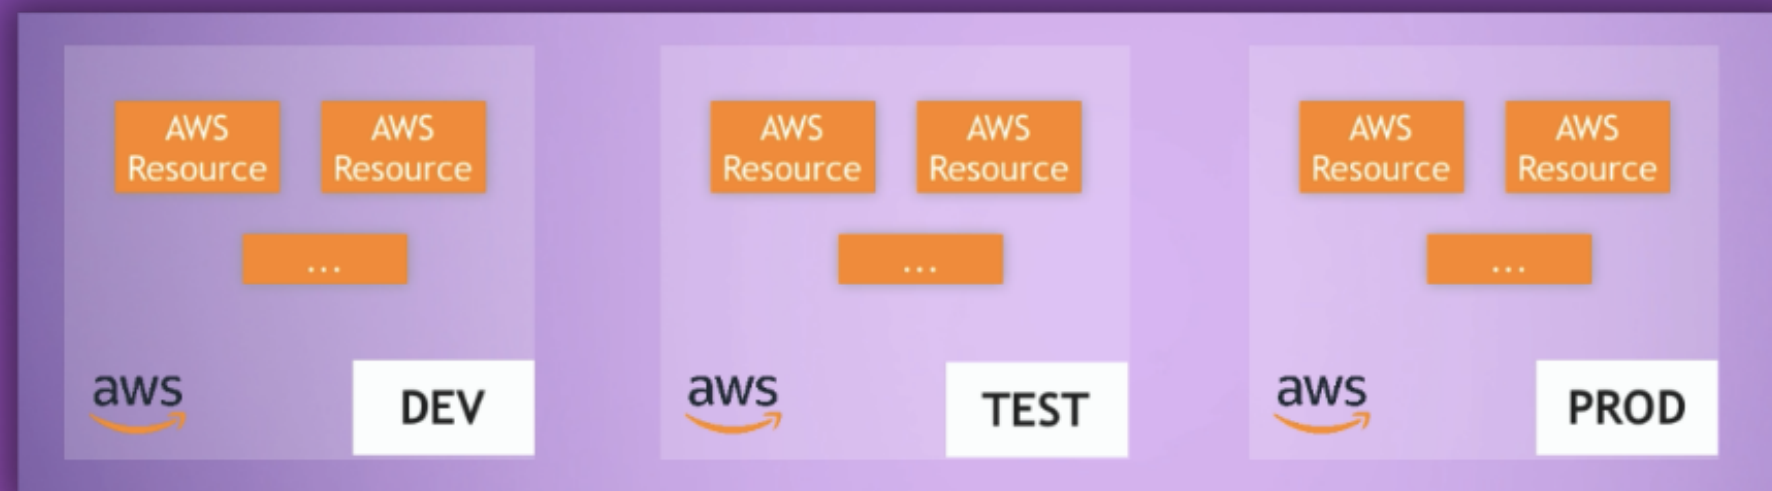 AWS
Resource
AWS
Resource
...
aws
DEV
AWS
Resource
AWS
Resource
...
aws
TEST
AWS
Resource
AWS
Resource
...
aws
PROD